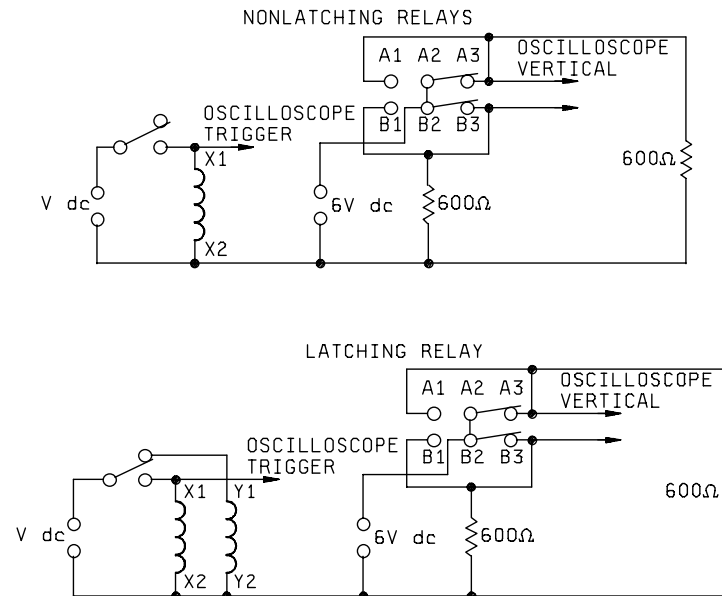 NONLATCHING RELAYS
A1 A2 A3
OSCILLOSCOPE
VERTICAL
OSCILLOSCOPE
TRIGGER
B1 B2 B3
X1
600Ω
V dc
6V dc
600Ω
X2
LATCHING RELAY
A1 A2 A3
OSCILLOSCOPE
VERTICAL
OSCILLOSCOPE
TRIGGER
B1 B2 B3
X1 Y1
600Ω
V dc
6V dc
600Ω
X2 Y2